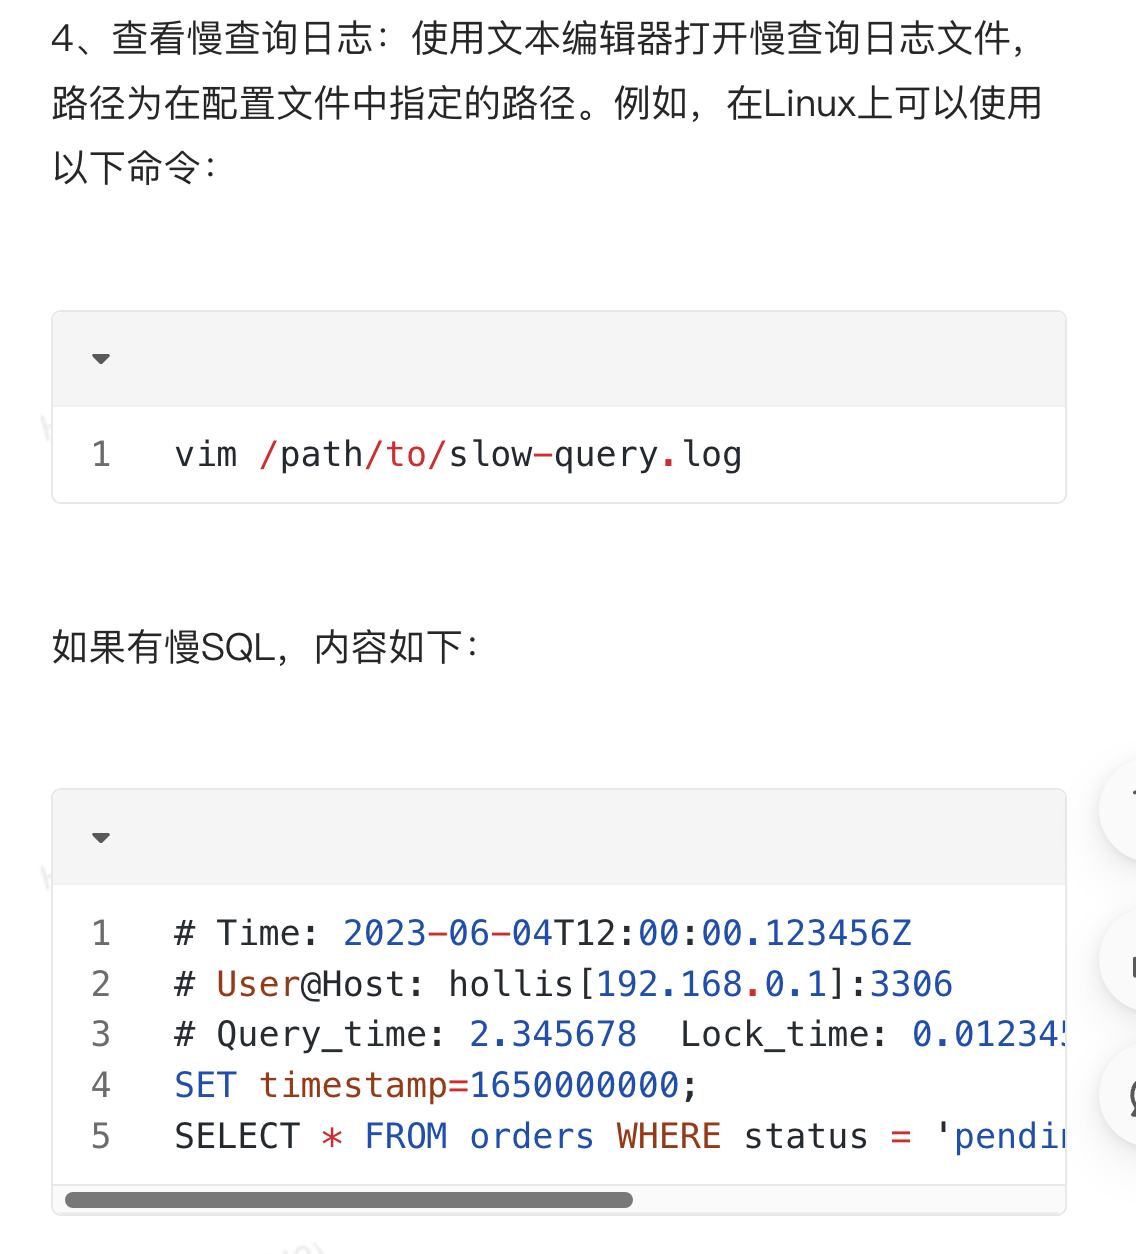 4、查看慢查询日志：使用文本编辑器打开慢查询日志文件，
路径为在配置文件中指定的路径。例如，在Linux上可以使用
以下命令：
1 vim /path/to/slow-query.log
如果有慢SQL，内容如下：
1 # Time: 2023-06-04T12:00:00.123456Z
2 # User@Host: hollis[192.168.0.1]:3306
3 # Query_time: 2.345678  Lock_time: 0.012345
4 SET timestamp=1650000000;
5 SELECT * FROM orders WHERE status = 'pendin